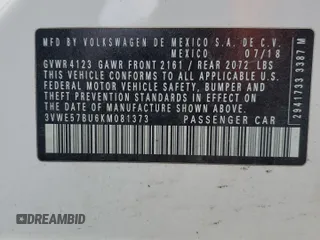 MFD BY VOLKSWAGEN DE MEXICO S.A. DE C.V.
MEXICO 07/18
GVWR 4123 GAWR FRONT 2161 / REAR 2072 LBS
THIS VEHICLE CONFORMS TO ALL APPLICABLE U.S.
FEDERAL MOTOR VEHICLE SAFETY, BUMPER, AND
THEFT PREVENTION STANDARDS IN EFFECT ON THE
DATE OF MANUFACTURE SHOWN ABOVE.
3VWE57BU6KM081373 PASSENGER CAR
2941733 3387 M
DREAMBID